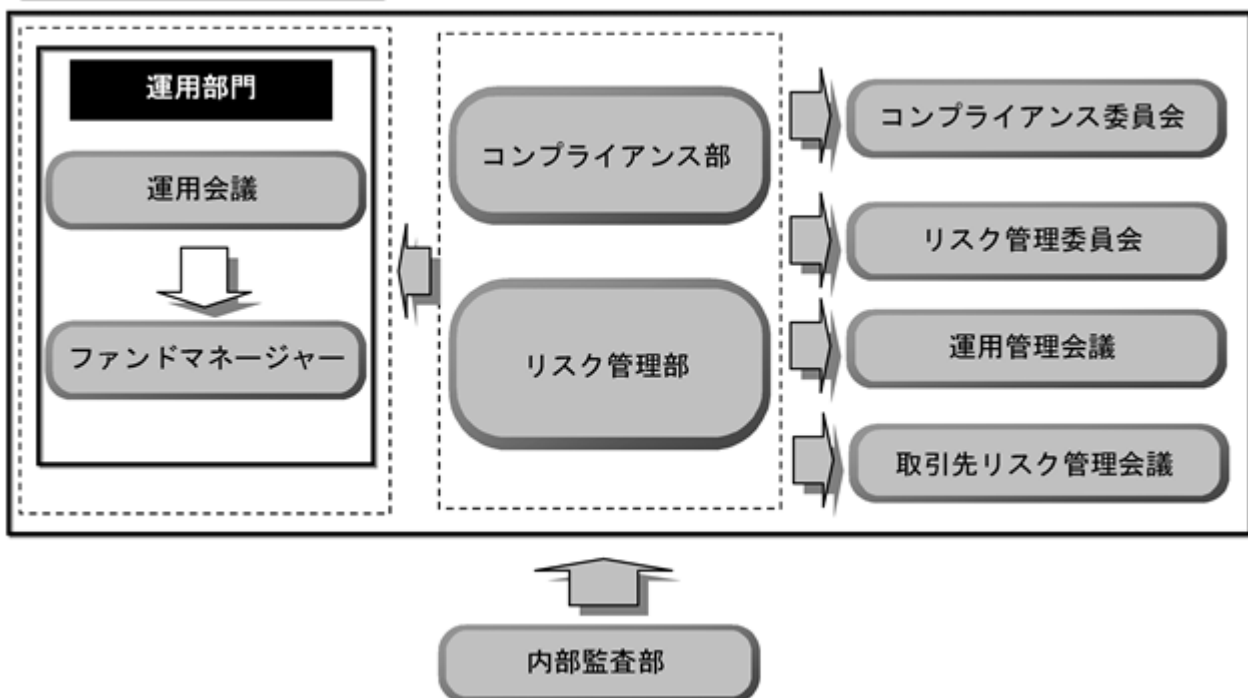 運用部門
運用会議
ファンドマネージャー
コンプライアンス部
リスク管理部
コンプライアンス委員会
リスク管理委員会
運用管理会議
取引先リスク管理会議
内部監査部